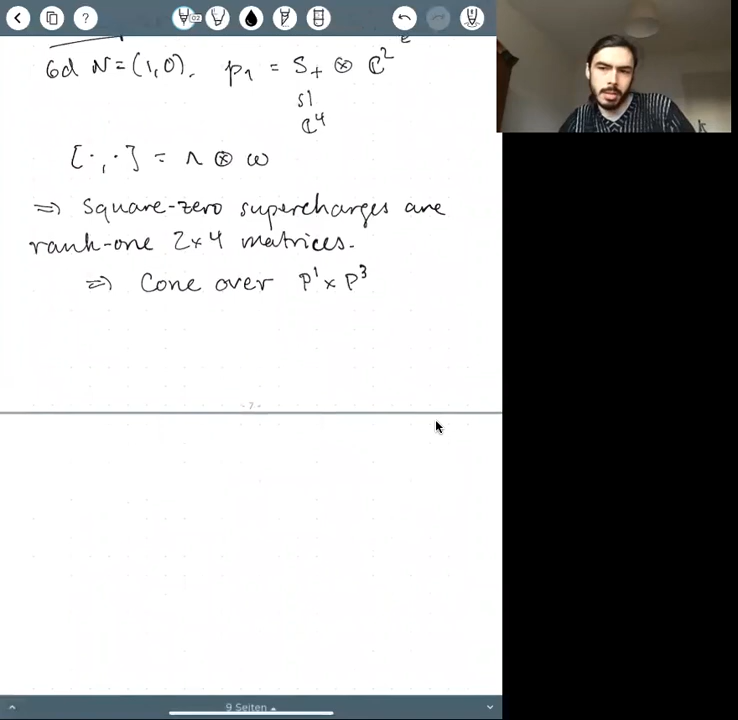 6d N=(1,0). p₁ = S₊ ⊗ ℂ²
ℂ⁴
[·,·] = ∧ ⊗ ω
⇒ Square-zero supercharges are
rank-one 2×4 matrices.
⇒ Cone over P¹ × P³
- 7 -
9 Seiten